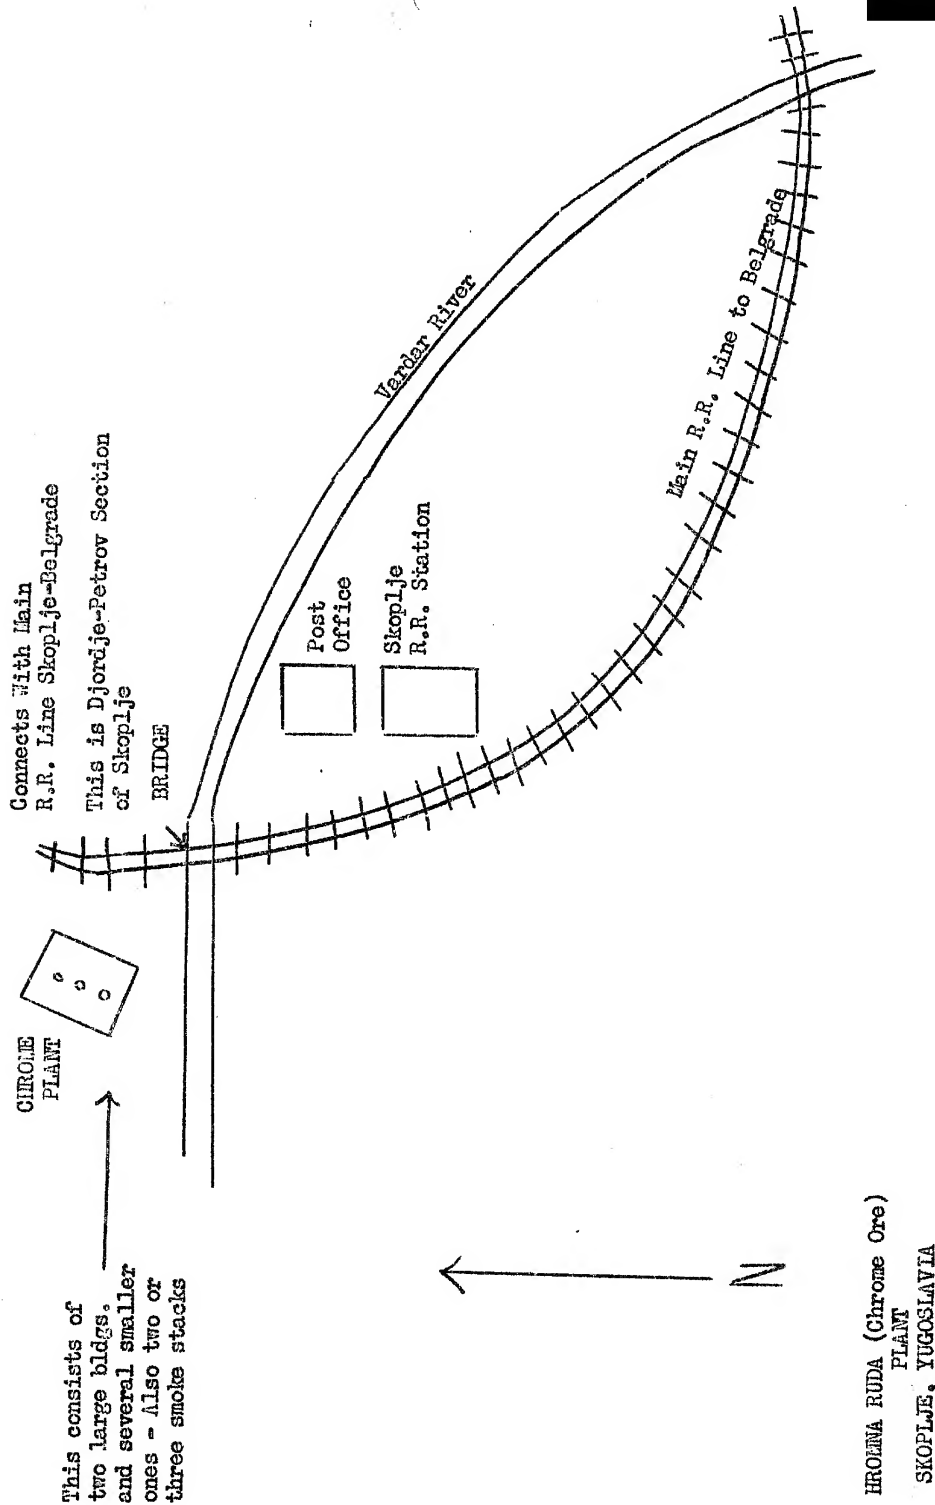 Connects With Main
R.R. Line Skoplje-Belgrade
This is Djordje-Petrov Section
of Skoplje
BRIDGE
CHROME
PLANT
This consists of
two large bldgs.
and several smaller
ones - Also two or
three smoke stacks
Vardar River
Post
Office
Skoplje
R.R. Station
Main R.R. Line to Belgrade
N
HROMNA RUDA (Chrome Ore)
PLANT
SKOPLJE, YUGOSLAVIA